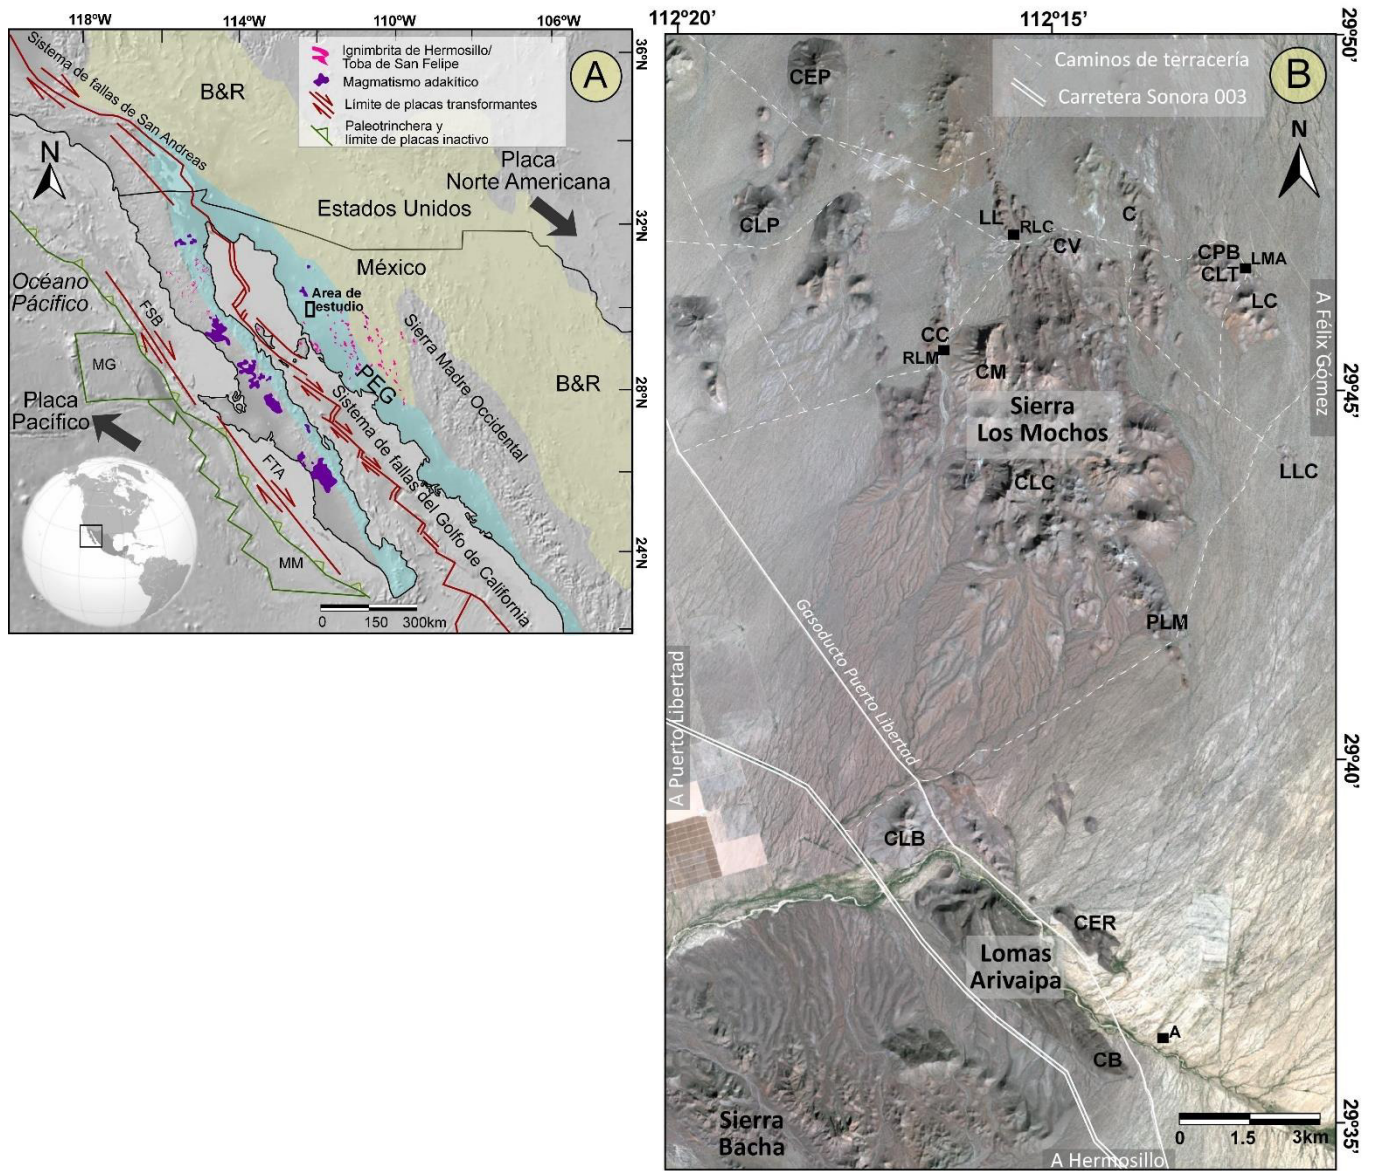 118°W
114°W
110°W
106°W
36°N
32°N
28°N
24°N
A
Ignimbrita de Hermosillo/
Toba de San Felipe
Magmatismo adakítico
Límite de placas transformantes
Paleotrinchera y
límite de placas inactivo
Sistema de fallas de San Andreas
B&R
N
Placa
Norte Americana
Estados Unidos
México
Océano
Pácífico
Área de
estudio
FSB
MG
PEG
Sierra Madre Occidental
B&R
Placa
Pacífico
Sistema de fallas del Golfo de California
FTA
MM
0 150 300km
112°20'
112°15'
29°50'
29°45'
29°40'
29°35'
B
Caminos de terracería
Carretera Sonora 003
N
CEP
CLP
LL
RLC
CV
C
CPB
LMA
CLT
LC
A Félix Gómez
CC
RLM
CM
Sierra
Los Mochos
CLC
LLC
PLM
Gasoducto Puerto Libertad
A Puerto Libertad
CLB
CER
Lomas
Arivaipa
A
CB
Sierra
Bacha
0 1.5 3km
A Hermosillo